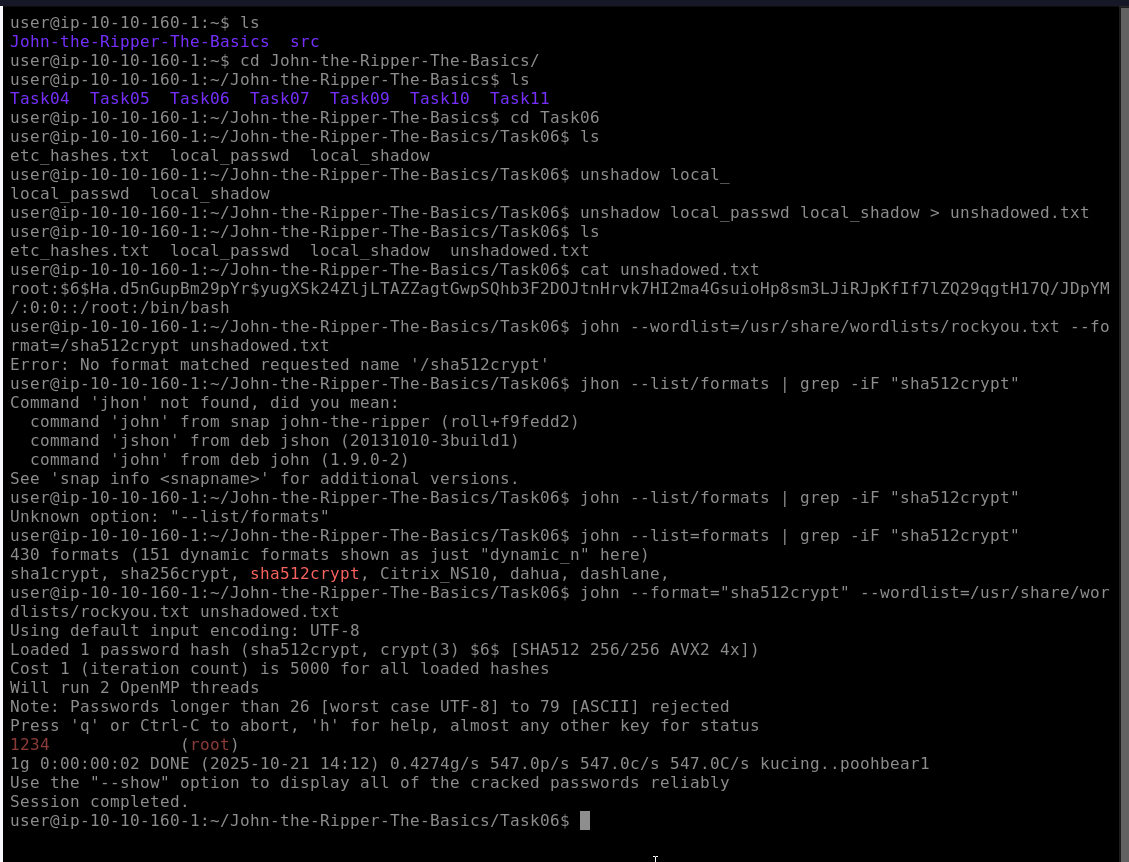 user@ip-10-10-160-1:~$ ls
John-the-Ripper-The-Basics  src
user@ip-10-10-160-1:~$ cd John-the-Ripper-The-Basics/
user@ip-10-10-160-1:~/John-the-Ripper-The-Basics$ ls
Task04  Task05  Task06  Task07  Task09  Task10  Task11
user@ip-10-10-160-1:~/John-the-Ripper-The-Basics$ cd Task06
user@ip-10-10-160-1:~/John-the-Ripper-The-Basics/Task06$ ls
etc_hashes.txt  local_passwd  local_shadow
user@ip-10-10-160-1:~/John-the-Ripper-The-Basics/Task06$ unshadow local_
local_passwd  local_shadow
user@ip-10-10-160-1:~/John-the-Ripper-The-Basics/Task06$ unshadow local_passwd local_shadow > unshadowed.txt
user@ip-10-10-160-1:~/John-the-Ripper-The-Basics/Task06$ ls
etc_hashes.txt  local_passwd  local_shadow  unshadowed.txt
user@ip-10-10-160-1:~/John-the-Ripper-The-Basics/Task06$ cat unshadowed.txt
root:$6$Ha.d5nGupBm29pYr$yugXSk24ZljLTAZZagtGwpSQhb3F2DOJtnHrvk7HI2ma4GsuioHp8sm3LJiRJpKfIf7lZQ29qgtH17Q/JDpYM
/:0:0::/root:/bin/bash
user@ip-10-10-160-1:~/John-the-Ripper-The-Basics/Task06$ john --wordlist=/usr/share/wordlists/rockyou.txt --fo
rmat=/sha512crypt unshadowed.txt
Error: No format matched requested name '/sha512crypt'
user@ip-10-10-160-1:~/John-the-Ripper-The-Basics/Task06$ jhon --list/formats | grep -iF "sha512crypt"
Command 'jhon' not found, did you mean:
  command 'john' from snap john-the-ripper (roll+f9fedd2)
  command 'jshon' from deb jshon (20131010-3build1)
  command 'john' from deb john (1.9.0-2)
See 'snap info <snapname>' for additional versions.
user@ip-10-10-160-1:~/John-the-Ripper-The-Basics/Task06$ john --list/formats | grep -iF "sha512crypt"
Unknown option: "--list/formats"
user@ip-10-10-160-1:~/John-the-Ripper-The-Basics/Task06$ john --list=formats | grep -iF "sha512crypt"
430 formats (151 dynamic formats shown as just "dynamic_n" here)
sha1crypt, sha256crypt, sha512crypt, Citrix_NS10, dahua, dashlane,
user@ip-10-10-160-1:~/John-the-Ripper-The-Basics/Task06$ john --format="sha512crypt" --wordlist=/usr/share/wor
dlists/rockyou.txt unshadowed.txt
Using default input encoding: UTF-8
Loaded 1 password hash (sha512crypt, crypt(3) $6$ [SHA512 256/256 AVX2 4x])
Cost 1 (iteration count) is 5000 for all loaded hashes
Will run 2 OpenMP threads
Note: Passwords longer than 26 [worst case UTF-8] to 79 [ASCII] rejected
Press 'q' or Ctrl-C to abort, 'h' for help, almost any other key for status
1234             (root)
1g 0:00:00:02 DONE (2025-10-21 14:12) 0.4274g/s 547.0p/s 547.0c/s 547.0C/s kucing..poohbear1
Use the "--show" option to display all of the cracked passwords reliably
Session completed.
user@ip-10-10-160-1:~/John-the-Ripper-The-Basics/Task06$